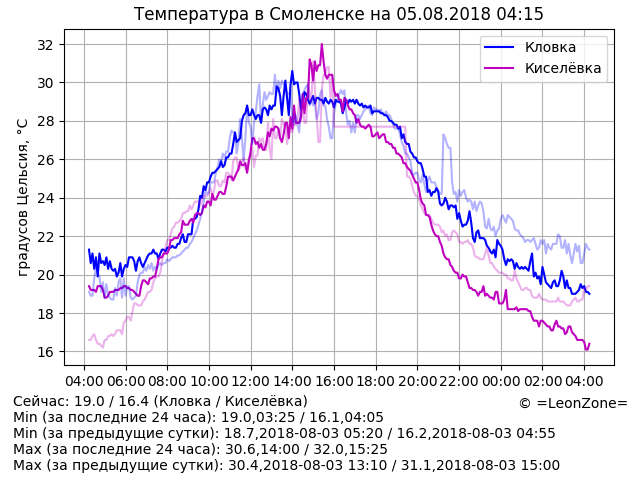 Температура в Смоленске на 05.08.2018 04:15
Кловка
Киселёвка
градусов Цельсия, °C
32
30
28
26
24
22
20
18
16
04:00 06:00 08:00 10:00 12:00 14:00 16:00 18:00 20:00 22:00 00:00 02:00 04:00
Сейчас: 19.0 / 16.4 (Кловка / Киселёвка)
© =LeonZone=
Min (за последние 24 часа): 19.0,03:25 / 16.1,04:05
Min (за предыдущие сутки): 18.7,2018-08-03 05:20 / 16.2,2018-08-03 04:55
Max (за последние 24 часа): 30.6,14:00 / 32.0,15:25
Max (за предыдущие сутки): 30.4,2018-08-03 13:10 / 31.1,2018-08-03 15:00